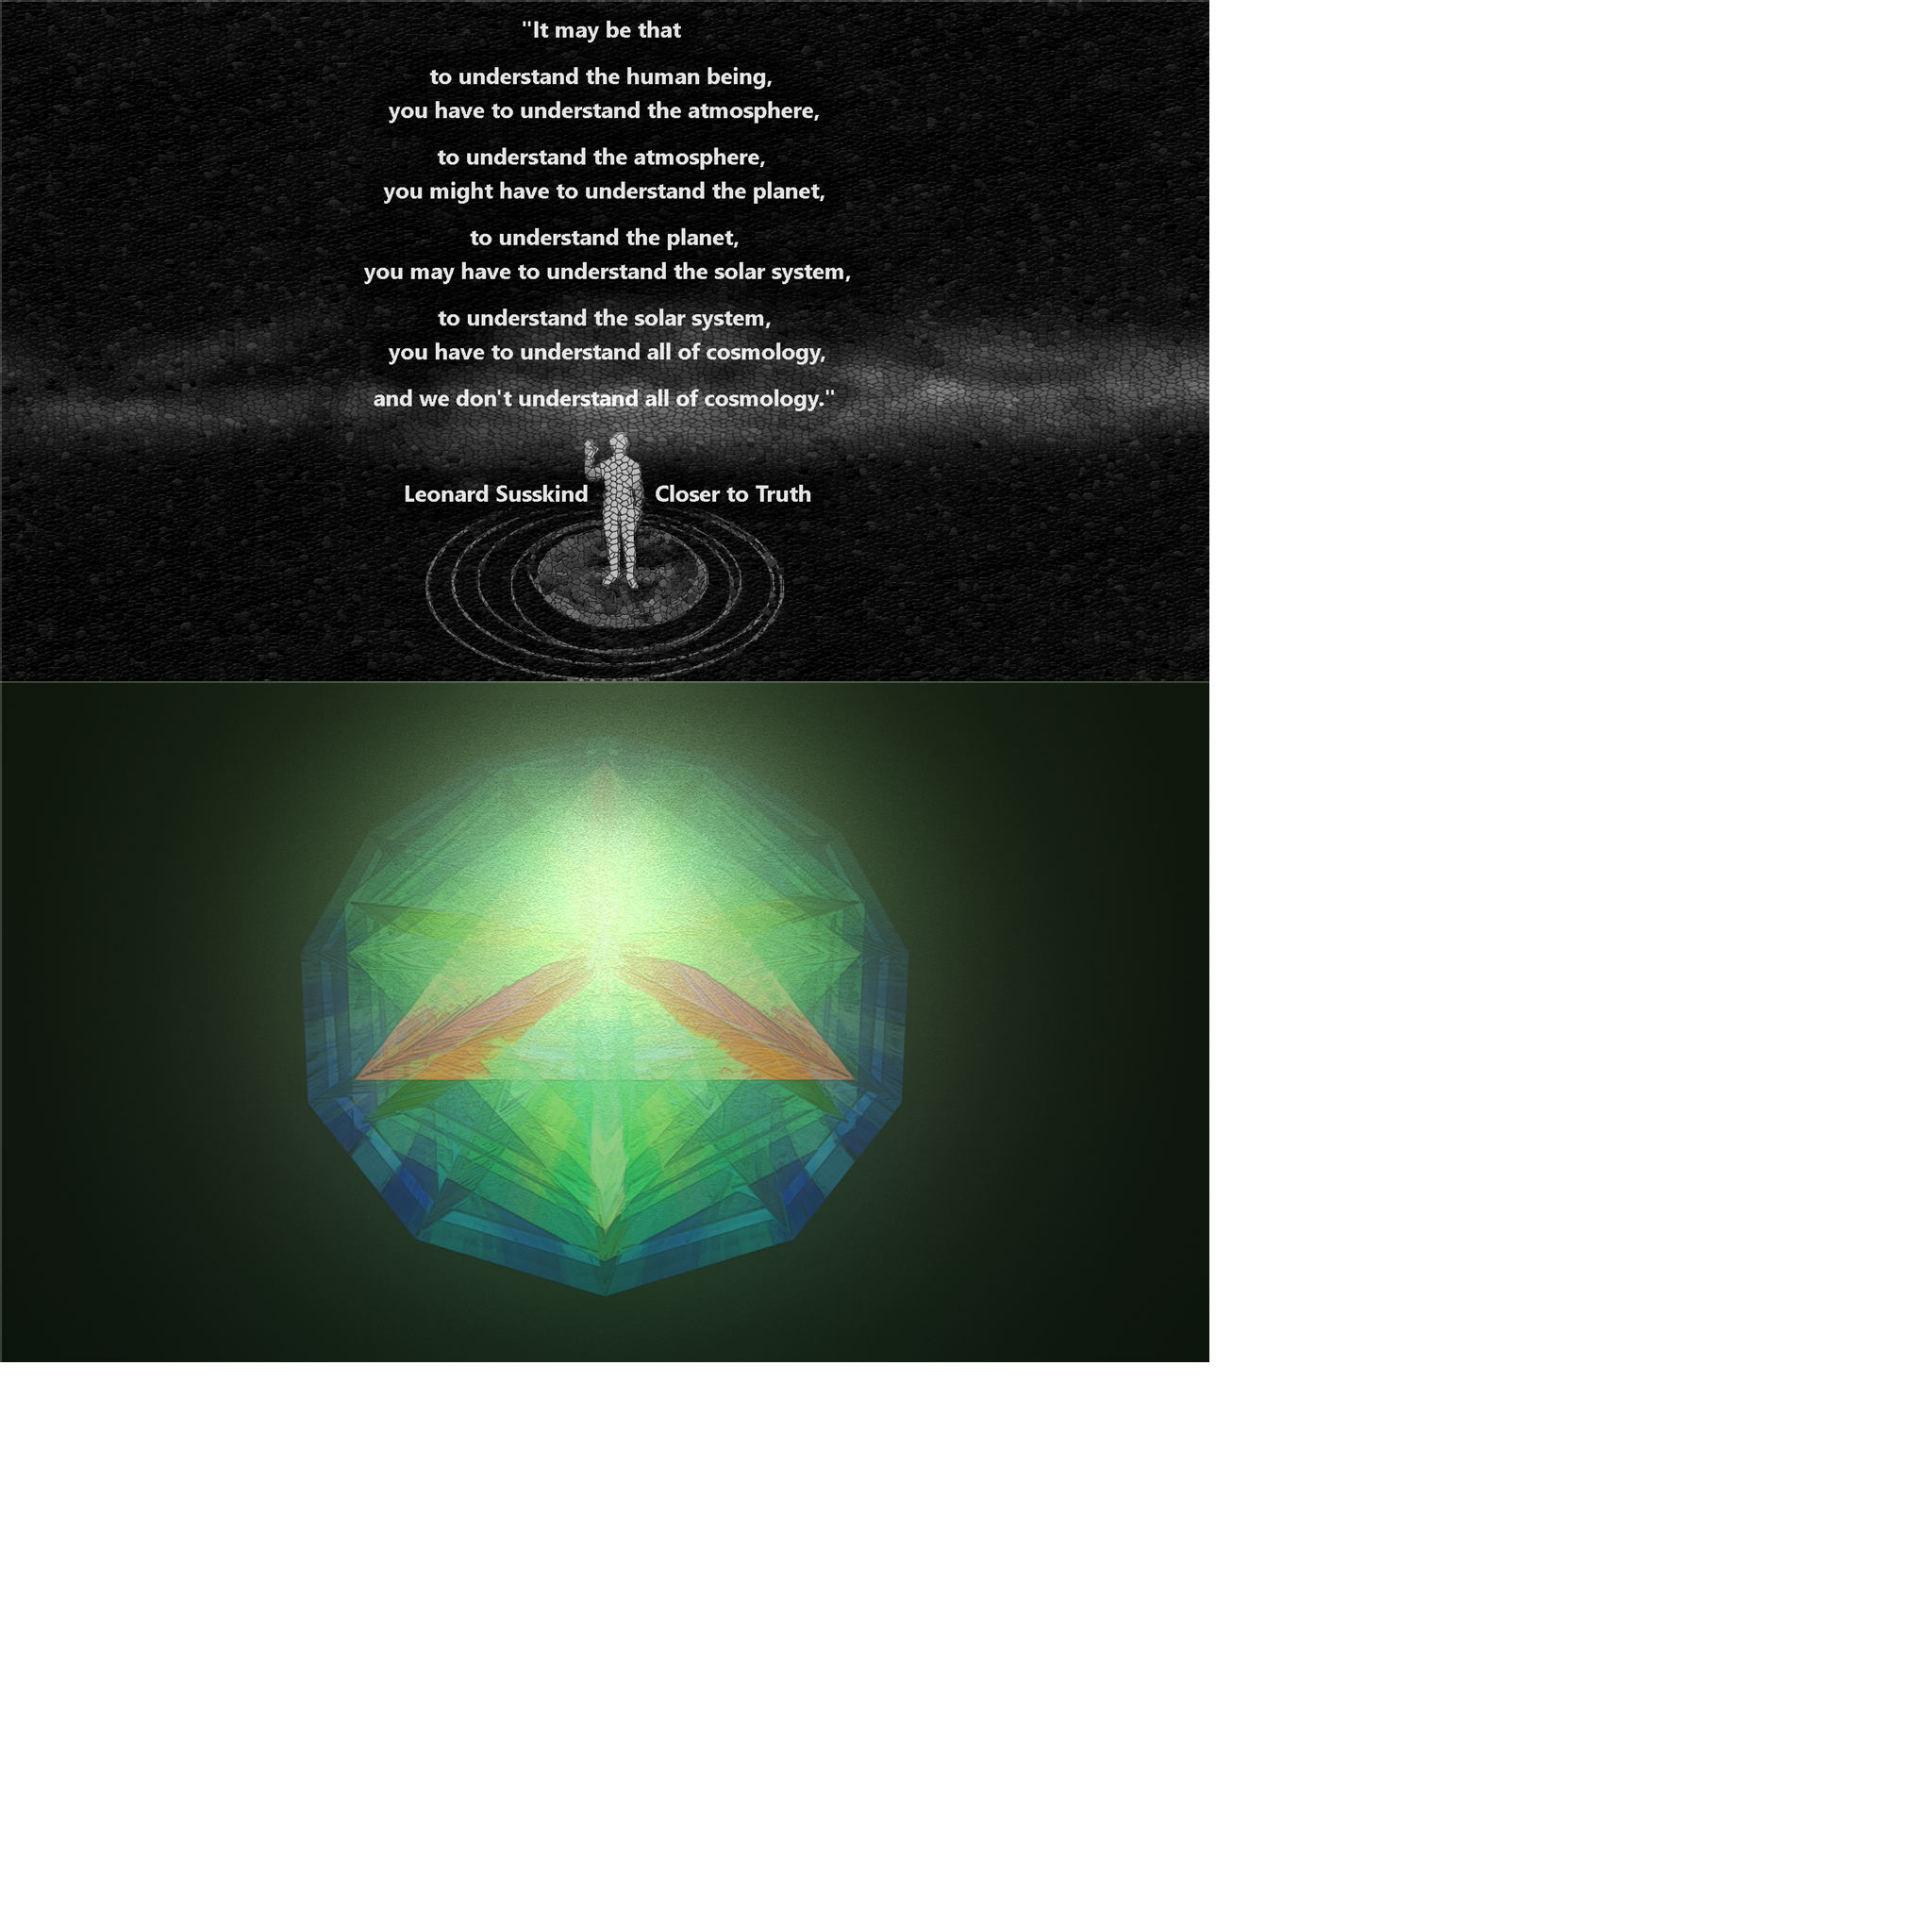 "It may be that
to understand the human being,
you have to understand the atmosphere,
to understand the atmosphere,
you might have to understand the planet,
to understand the planet,
you may have to understand the solar system,
to understand the solar system,
you have to understand all of cosmology,
and we don't understand all of cosmology."
Leonard Susskind Closer to Truth